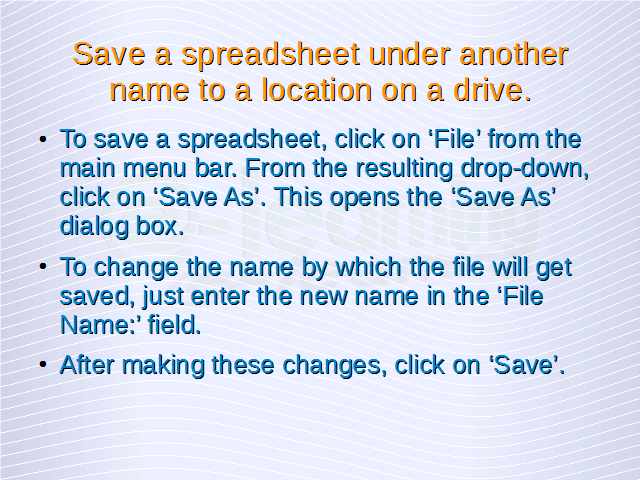 Save a spreadsheet under another
name to a location on a drive.
• To save a spreadsheet, click on ‘File’ from the
main menu bar. From the resulting drop-down,
click on ‘Save As’. This opens the ‘Save As’
dialog box.
• To change the name by which the file will get
saved, just enter the new name in the ‘File
Name:’ field.
• After making these changes, click on ‘Save’.